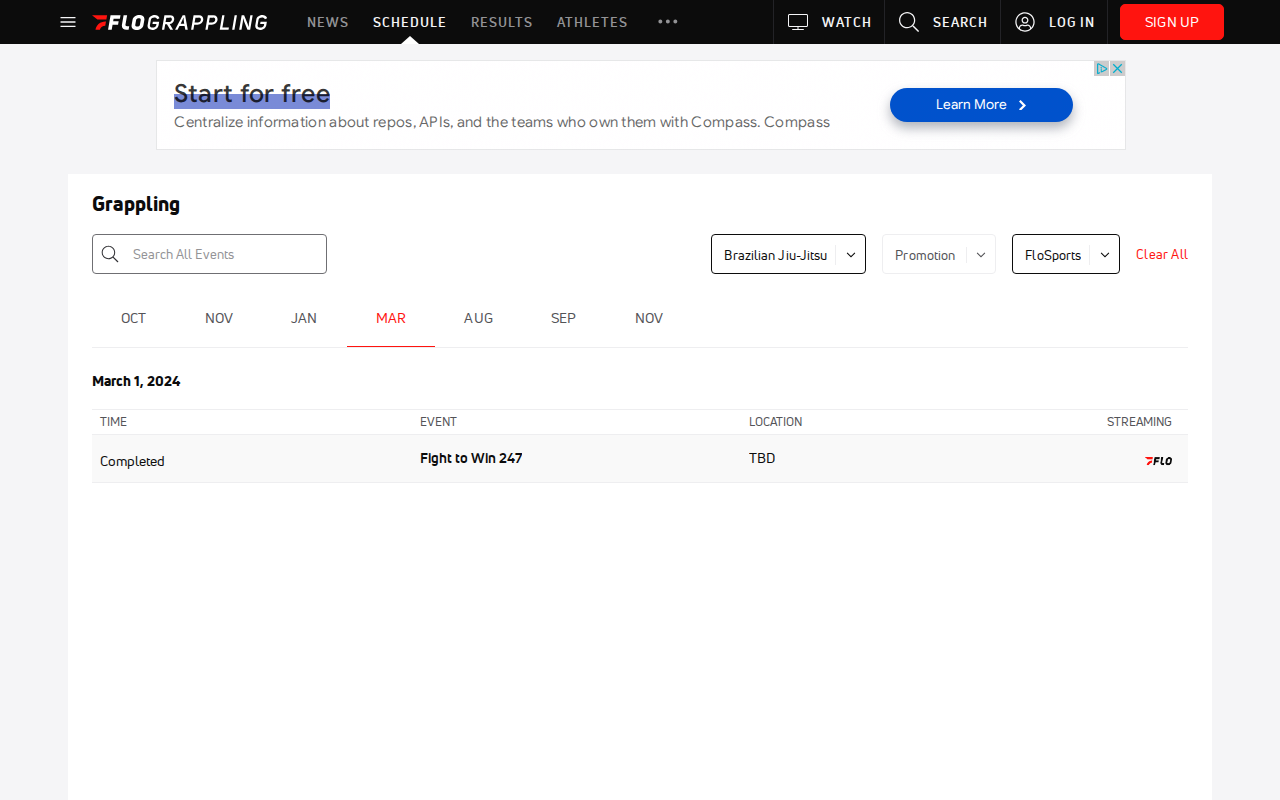 FLOGRAPPLING NEWS SCHEDULE RESULTS ATHLETES WATCH SEARCH LOG IN SIGN UP
Start for free
Centralize information about repos, APIs, and the teams who own them with Compass. Compass
Learn More
Grappling
Search All Events Brazilian Jiu-Jitsu Promotion FloSports Clear All
OCT NOV JAN MAR AUG SEP NOV
March 1, 2024
TIME EVENT LOCATION STREAMING
Completed Fight to Win 247 TBD FLO